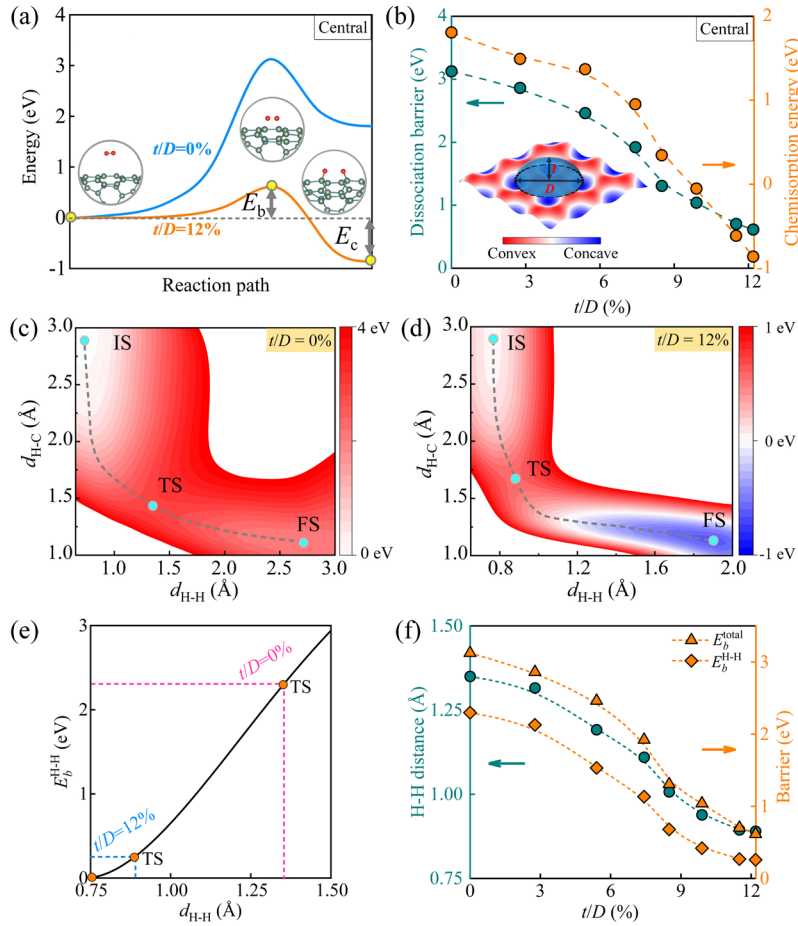 (a)
Central
Energy (eV)
4
3
2
1
0
-1
t/D=0%
t/D=12%
E_b
E_c
Reaction path
(b)
Central
Dissociation barrier (eV)
4
3
2
1
0
Chemisorption energy (eV)
2
1
0
-1
t
D
Convex
Concave
0
3
6
9
12
t/D (%)
(c)
t/D = 0%
IS
TS
FS
d_H-C (Å)
3.0
2.5
2.0
1.5
1.0
1.0
1.5
2.0
2.5
3.0
d_H-H (Å)
4 eV
0 eV
(d)
t/D = 12%
IS
TS
FS
d_H-C (Å)
3.0
2.5
2.0
1.5
1.0
0.8
1.2
1.6
2.0
d_H-H (Å)
1 eV
0 eV
-1 eV
(e)
E_b^H-H (eV)
3
2
1
0
t/D=0%
TS
t/D=12%
TS
0.75
1.00
1.25
1.50
d_H-H (Å)
(f)
E_b^total
E_b^H-H
H-H distance (Å)
1.50
1.25
1.00
0.75
Barrier (eV)
3
2
1
0
0
3
6
9
12
t/D (%)